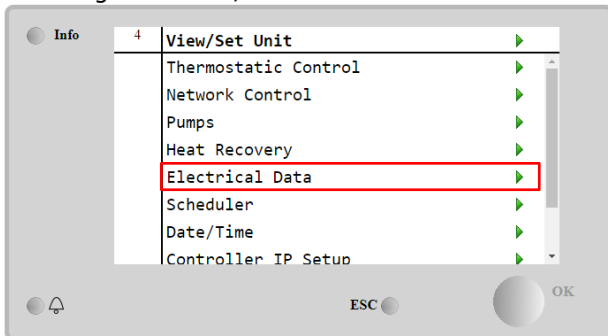 Info
4 View/Set Unit
Thermostatic Control
Network Control
Pumps
Heat Recovery
Electrical Data
Scheduler
Date/Time
Controller IP Setup
ESC
OK